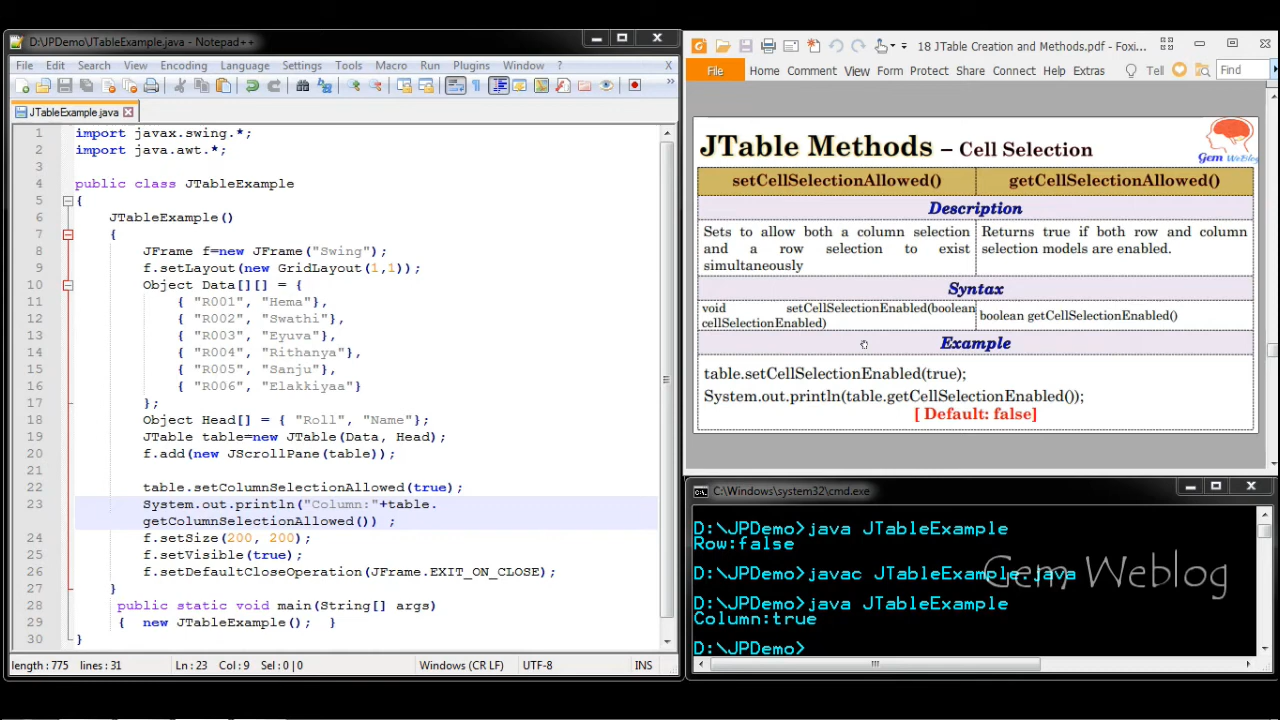 D:\JPDemo\JTableExample.java - Notepad++
File Edit Search View Encoding Language Settings Tools Macro Run Plugins Window ? X
JTableExample.java
1 import javax.swing.*;
2 import java.awt.*;
3
4 public class JTableExample
5 {
6 JTableExample()
7 {
8 JFrame f=new JFrame("Swing");
9 f.setLayout(new GridLayout(1,1));
10 Object Data[][] = {
11 { "R001", "Hema"},
12 { "R002", "Swathi"},
13 { "R003", "Eyuva"},
14 { "R004", "Rithanya"},
15 { "R005", "Sanju"},
16 { "R006", "Elakkiyaa"}
17 };
18 Object Head[] = { "Roll", "Name"};
19 JTable table=new JTable(Data, Head);
20 f.add(new JScrollPane(table));
21
22 table.setColumnSelectionAllowed(true);
23 System.out.println("Column:"+table.
getColumnSelectionAllowed()) ;
24 f.setSize(200, 200);
25 f.setVisible(true);
26 f.setDefaultCloseOperation(JFrame.EXIT_ON_CLOSE);
27 }
28 public static void main(String[] args)
29 { new JTableExample(); }
30 }
length : 775 lines : 31 Ln : 23 Col : 9 Sel : 0 | 0 Windows (CR LF) UTF-8 INS
18 JTable Creation and Methods.pdf - Foxi...
File Home Comment View Form Protect Share Connect Help Extras Tell Find
JTable Methods – Cell Selection
Gem WeBlog
setCellSelectionAllowed() getCellSelectionAllowed()
Description
Sets to allow both a column selection Returns true if both row and column
and a row selection to exist selection models are enabled.
simultaneously
Syntax
void setCellSelectionEnabled(boolean boolean getCellSelectionEnabled()
cellSelectionEnabled)
Example
table.setCellSelectionEnabled(true);
System.out.println(table.getCellSelectionEnabled());
[ Default: false]
C:\Windows\system32\cmd.exe
D:\JPDemo>java JTableExample
Row:false
D:\JPDemo>javac JTableExample.java
Gem Weblog
D:\JPDemo>java JTableExample
Column:true
D:\JPDemo>